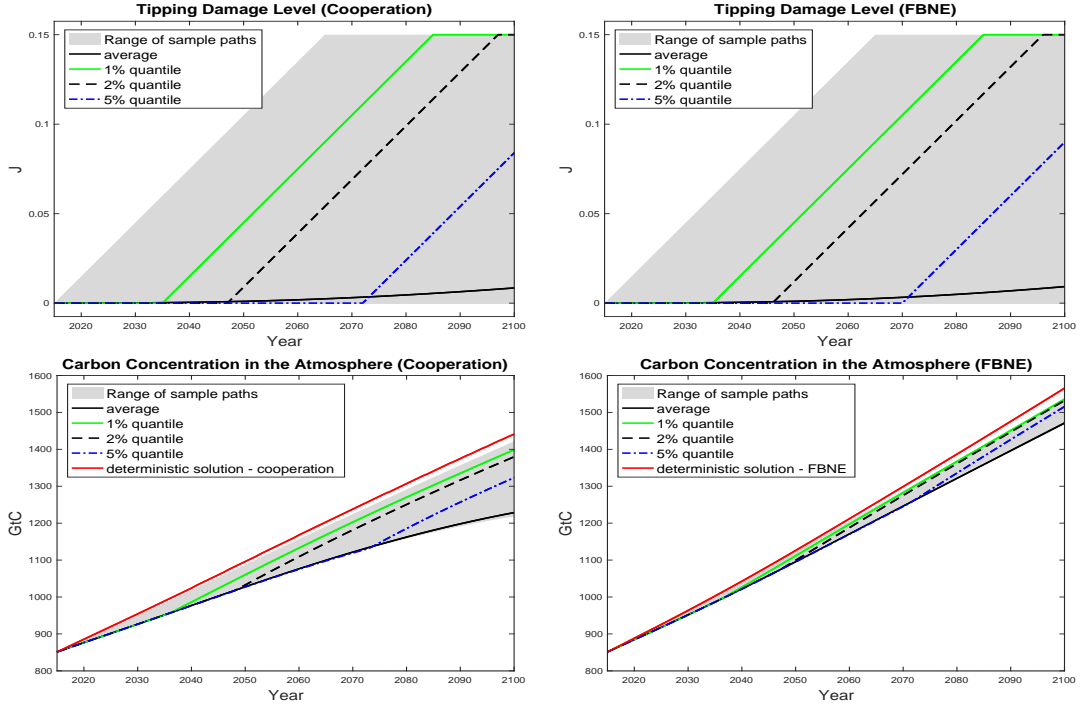 Tipping Damage Level (Cooperation)
0.15
0.1
0.05
0
J
Range of sample paths
average
1% quantile
2% quantile
5% quantile
2020 2030 2040 2050 2060 2070 2080 2090 2100
Year
Tipping Damage Level (FBNE)
0.15
0.1
0.05
0
J
Range of sample paths
average
1% quantile
2% quantile
5% quantile
2020 2030 2040 2050 2060 2070 2080 2090 2100
Year
Carbon Concentration in the Atmosphere (Cooperation)
1600
1500
1400
1300
1200
1100
1000
900
800
GtC
Range of sample paths
average
1% quantile
2% quantile
5% quantile
deterministic solution - cooperation
2020 2030 2040 2050 2060 2070 2080 2090 2100
Year
Carbon Concentration in the Atmosphere (FBNE)
1600
1500
1400
1300
1200
1100
1000
900
800
GtC
Range of sample paths
average
1% quantile
2% quantile
5% quantile
deterministic solution - FBNE
2020 2030 2040 2050 2060 2070 2080 2090 2100
Year